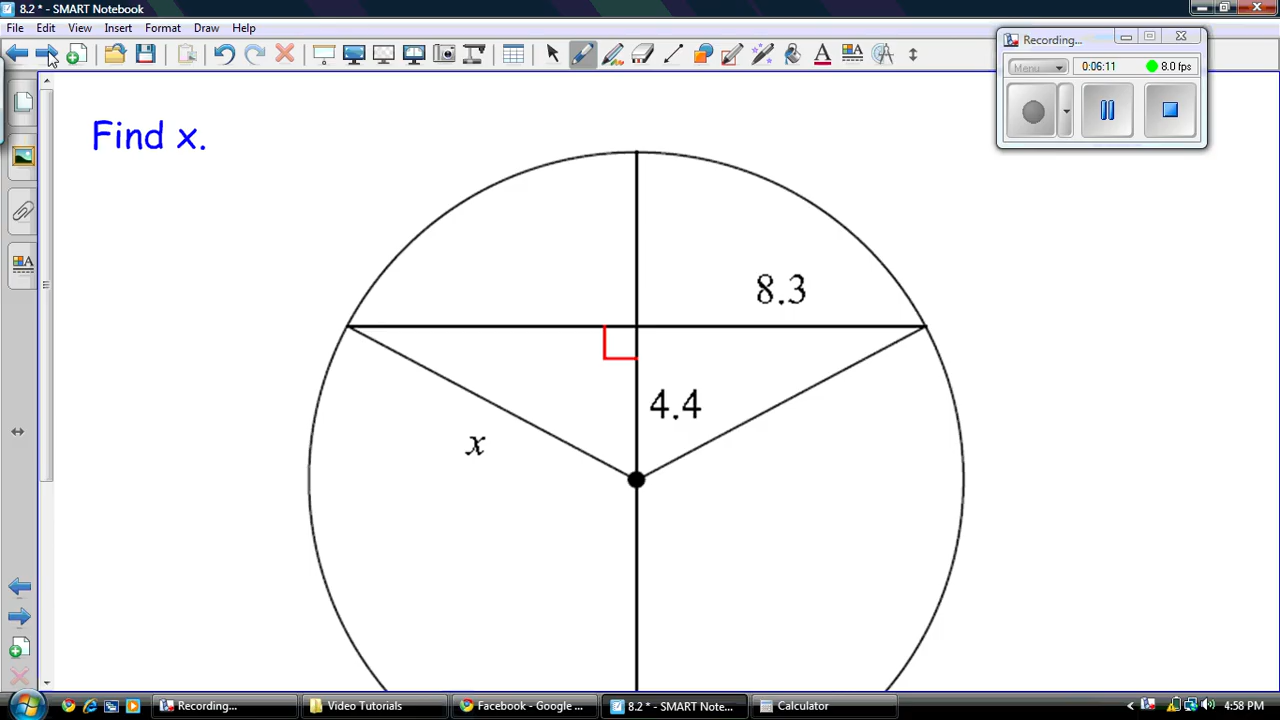 8.2 * - SMART Notebook
File Edit View Insert Format Draw Help
Recording...
Menu 0:06:11 8.0 fps
Find x.
8.3
4.4
x
Recording... Video Tutorials Facebook - Google ... 8.2 * - SMART Note... Calculator 4:58 PM